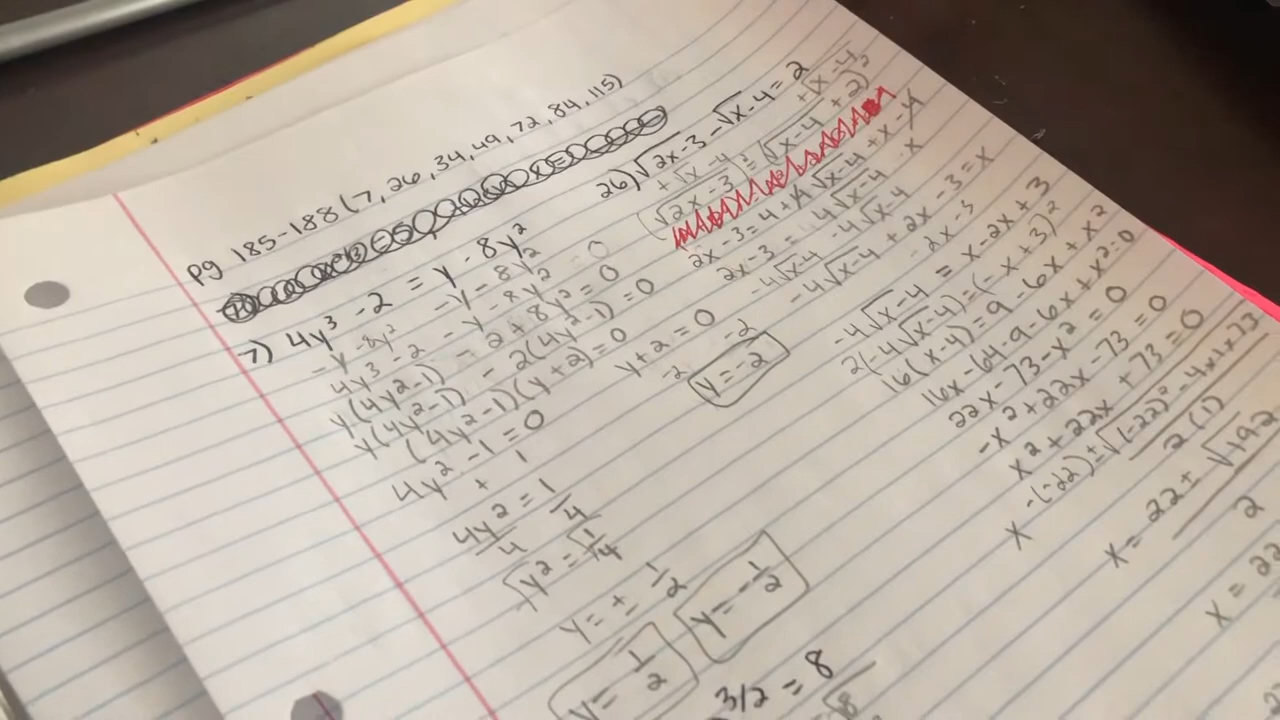 pg 185-188 (7, 26, 34, 49, 72, 84, 115)
7) 4y³ - 2 = y - 8y²
-y -8y² -y - 8y²
4y³ - 2 - y - 8y² = 0
y(4y²-1) - 2 + 8y² = 0
y(4y²-1) - 2(4y²-1) = 0
(4y²-1)(y+2) = 0
4y² - 1 = 0
+ 1
4y² = 1
4 4
√y² = √1/4
y = ± 1/2
y = 1/2
y = -1/2
y + 2 = 0
-2 -2
y = -2
3/2 = 8
26) √2x-3 - √x-4 = 2
+√x-4 +√x-4
(√2x-3)² = (√x-4 + 2)²
2x-3 = 4 + 4√x-4 + x-4
2x-3 = 4√x-4 -x
-4√x-4 -4√x-4
-4√x-4 + 2x-3 = x
-2x-3
-4√x-4 = x-2x+3
2(-4√x-4) = (-x+3)²
16(x-4) = 9-6x+x²
16x-64-9-6x+x²=0
22x-73-x² = 0
-x²+22x-73 = 0
x²+22x+73 = 0
x -(-22)±√(-22)²-4x1x73
2(1)
x = 22±√192
2
x = 22